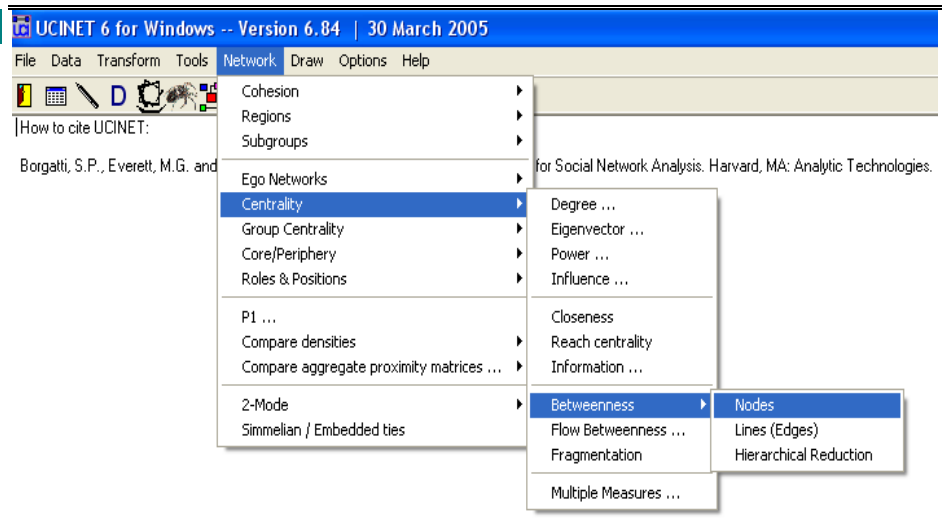 UCINET 6 for Windows -- Version 6.84 | 30 March 2005
File Data Transform Tools Network Draw Options Help
D
How to cite UCINET:
Borgatti, S.P., Everett, M.G. and for Social Network Analysis. Harvard, MA: Analytic Technologies.
Cohesion
Regions
Subgroups
Ego Networks
Centrality
Group Centrality
Core/Periphery
Roles & Positions
P1 ...
Compare densities
Compare aggregate proximity matrices ...
2-Mode
Simmelian / Embedded ties
Degree ...
Eigenvector ...
Power ...
Influence ...
Closeness
Reach centrality
Information ...
Betweenness
Flow Betweenness ...
Fragmentation
Multiple Measures ...
Nodes
Lines (Edges)
Hierarchical Reduction